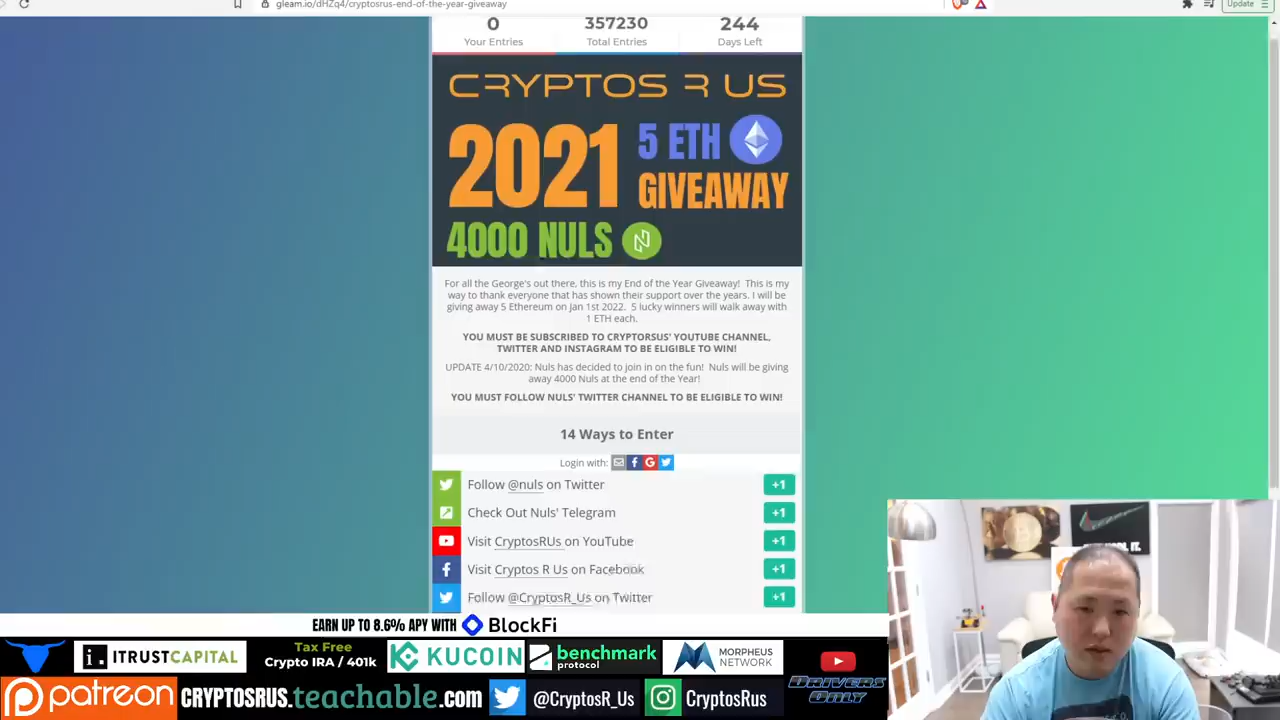 gleam.io/dHZq4/cryptosrus-end-of-the-year-giveaway
Update
0
357230
244
Your Entries
Total Entries
Days Left
CRYPTOS R US
2021 5 ETH
GIVEAWAY
4000 NULS
For all the George's out there, this is my End of the Year Giveaway! This is my
way to thank everyone that has shown their support over the years. I will be
giving away 5 Ethereum on Jan 1st 2022. 5 lucky winners will walk away with
1 ETH each.
YOU MUST BE SUBSCRIBED TO CRYPTORSUS' YOUTUBE CHANNEL,
TWITTER AND INSTAGRAM TO BE ELIGIBLE TO WIN!
UPDATE 4/10/2020: Nuls has decided to join in on the fun! Nuls will be giving
away 4000 Nuls at the end of the Year!
YOU MUST FOLLOW NULS' TWITTER CHANNEL TO BE ELIGIBLE TO WIN!
14 Ways to Enter
Login with:
Follow @nuls on Twitter +1
Check Out Nuls' Telegram +1
Visit CryptosRUs on YouTube +1
Visit Cryptos R Us on Facebook +1
Follow @CryptosR_Us on Twitter +1
EARN UP TO 8.6% APY WITH BlockFi
i. ITRUSTCAPITAL
Tax Free
Crypto IRA / 401k
KUCOIN
benchmark
protocol
MORPHEUS
NETWORK
DRIVERS
ONLY
patreon
CRYPTOSRUS.teachable.com
@CryptosR_Us
CryptosRus